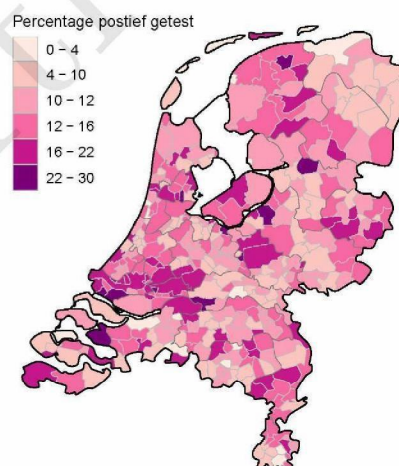 Percentage postief getest
0 – 4
4 – 10
10 – 12
12 – 16
16 – 22
22 – 30